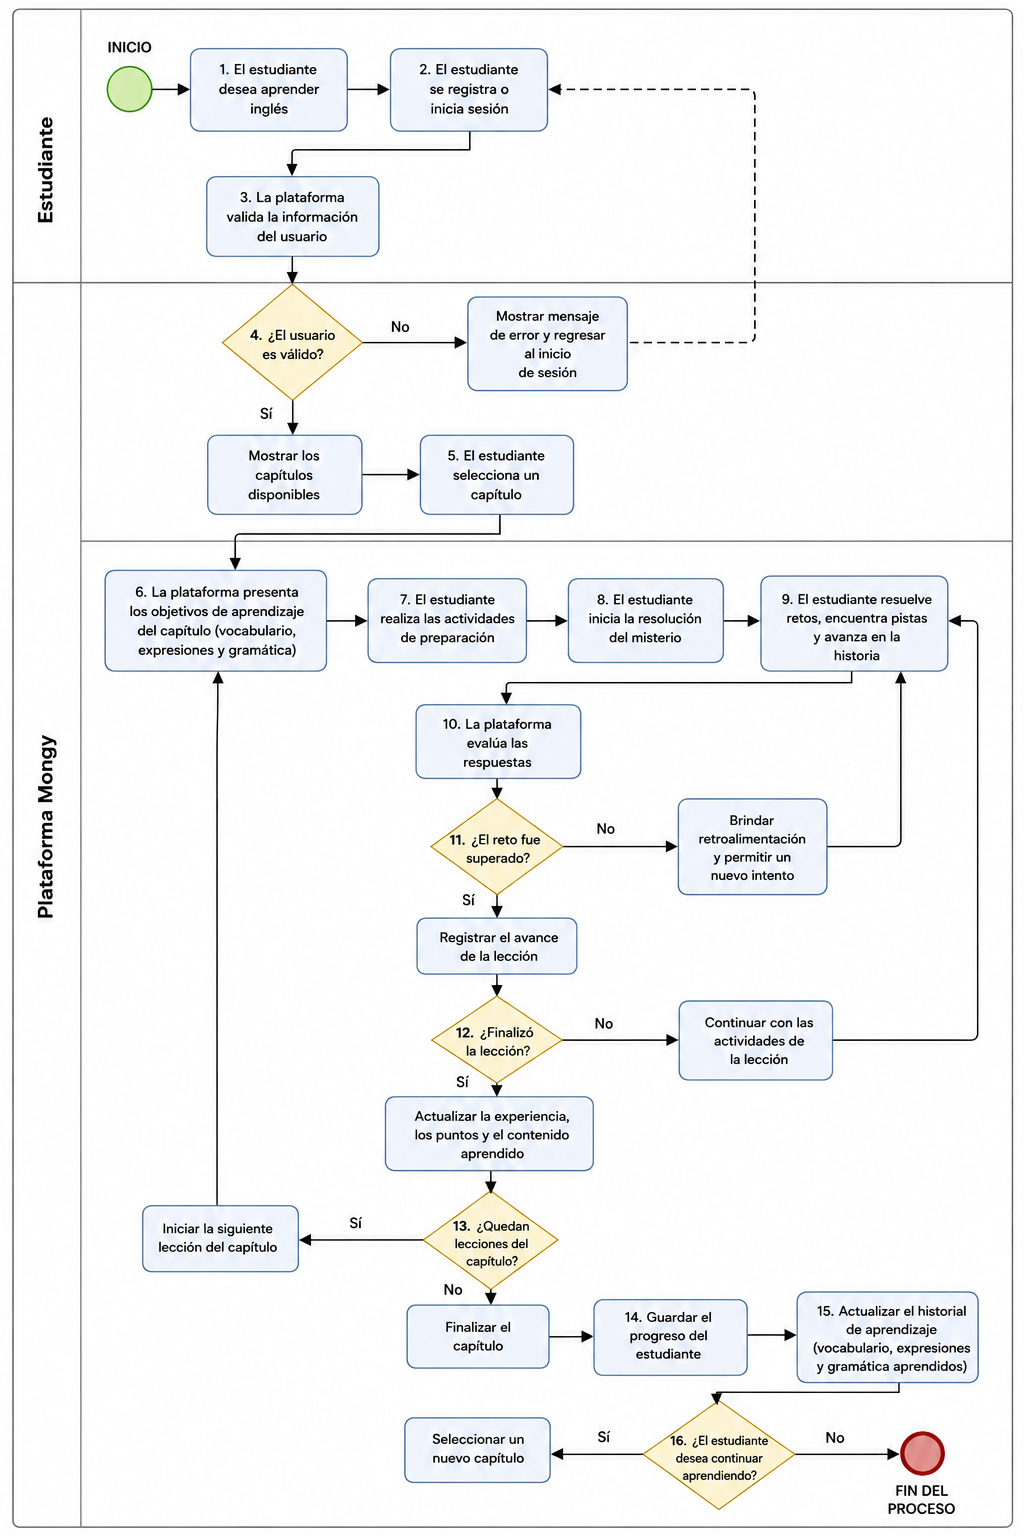 INICIO
1. El estudiante
desea aprender
inglés
2. El estudiante
se registra o
inicia sesión
Estudiante
3. La plataforma
valida la información
del usuario
4. ¿El usuario
es válido?
No
Mostrar mensaje
de error y regresar
al inicio
de sesión
Sí
Mostrar los
capítulos
disponibles
5. El estudiante
selecciona un
capítulo
Plataforma Mongy
6. La plataforma presenta
los objetivos de aprendizaje
del capítulo (vocabulario,
expresiones y gramática)
7. El estudiante
realiza las actividades
de preparación
8. El estudiante
inicia la resolución
del misterio
9. El estudiante resuelve
retos, encuentra pistas
y avanza en la
historia
10. La plataforma
evalúa las
respuestas
11. ¿El reto fue
superado?
No
Brindar
retroalimentación
y permitir un
nuevo intento
Sí
Registrar el avance
de la lección
12. ¿Finalizó
la lección?
No
Continuar con las
actividades de
la lección
Sí
Actualizar la experiencia,
los puntos y el contenido
aprendido
13. ¿Quedan
lecciones del
capítulo?
Sí
Iniciar la siguiente
lección del capítulo
No
Finalizar el
capítulo
14. Guardar el
progreso del
estudiante
15. Actualizar el historial
de aprendizaje
(vocabulario, expresiones
y gramática aprendidos)
16. ¿El estudiante
desea continuar
aprendiendo?
Sí
Seleccionar un
nuevo capítulo
No
FIN DEL
PROCESO